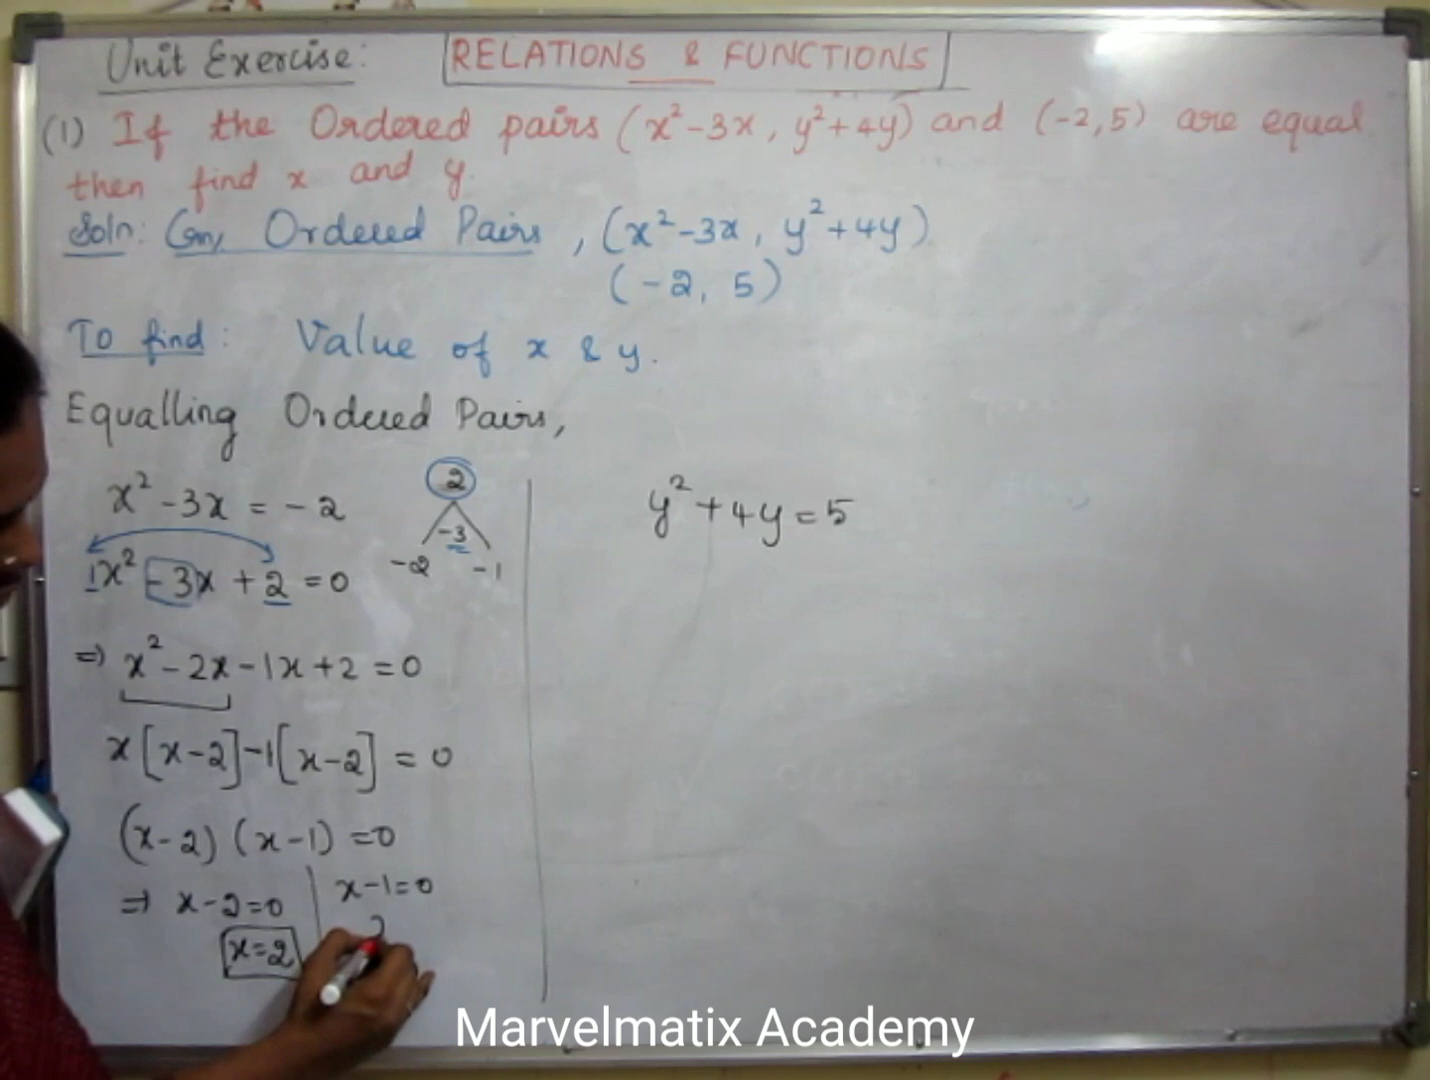 Unit Exercise: RELATIONS & FUNCTIONS
(1) If the Ordered pairs (x²-3x, y²+4y) and (-2,5) are equal
then find x and y.
Soln: Gn, Ordered Pairs, (x²-3x, y²+4y)
(-2, 5)
To find: Value of x & y.
Equalling Ordered Pairs,
x² -3x = -2
2
-3
-2 -1
1x² -3x + 2 = 0
⇒ x² - 2x - 1x + 2 = 0
x[x-2]-1[x-2] = 0
(x-2) (x-1) = 0
⇒ x-2=0
x=2
x-1=0
y² + 4y = 5
Marvelmatix Academy